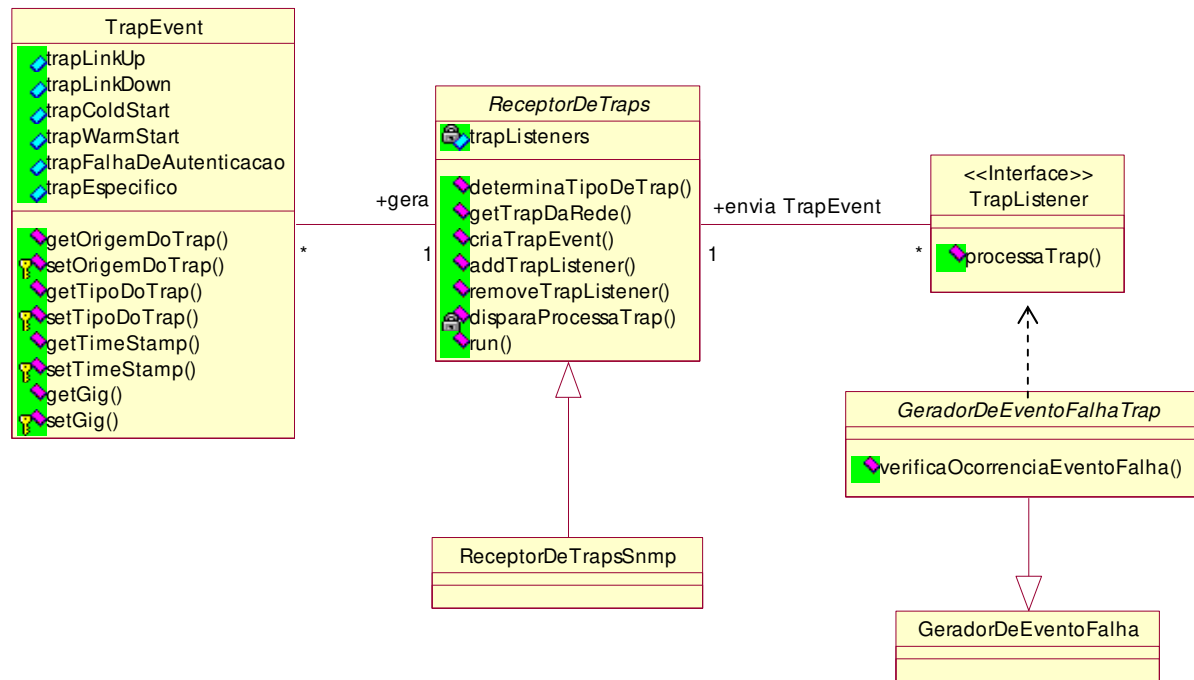 TrapEvent
trapLinkUp
trapLinkDown
trapColdStart
trapWarmStart
trapFalhaDeAutenticacao
trapEspecifico
getOrigemDoTrap()
setOrigemDoTrap()
getTipoDoTrap()
setTipoDoTrap()
getTimeStamp()
setTimeStamp()
getGig()
setGig()
+gera
*
1
ReceptorDeTraps
trapListeners
determinaTipoDeTrap()
getTrapDaRede()
criaTrapEvent()
addTrapListener()
removeTrapListener()
disparaProcessaTrap()
run()
+envia TrapEvent
1
*
<<Interface>>
TrapListener
processaTrap()
GeradorDeEventoFalhaTrap
verificaOcorrenciaEventoFalha()
ReceptorDeTrapsSnmp
GeradorDeEventoFalha